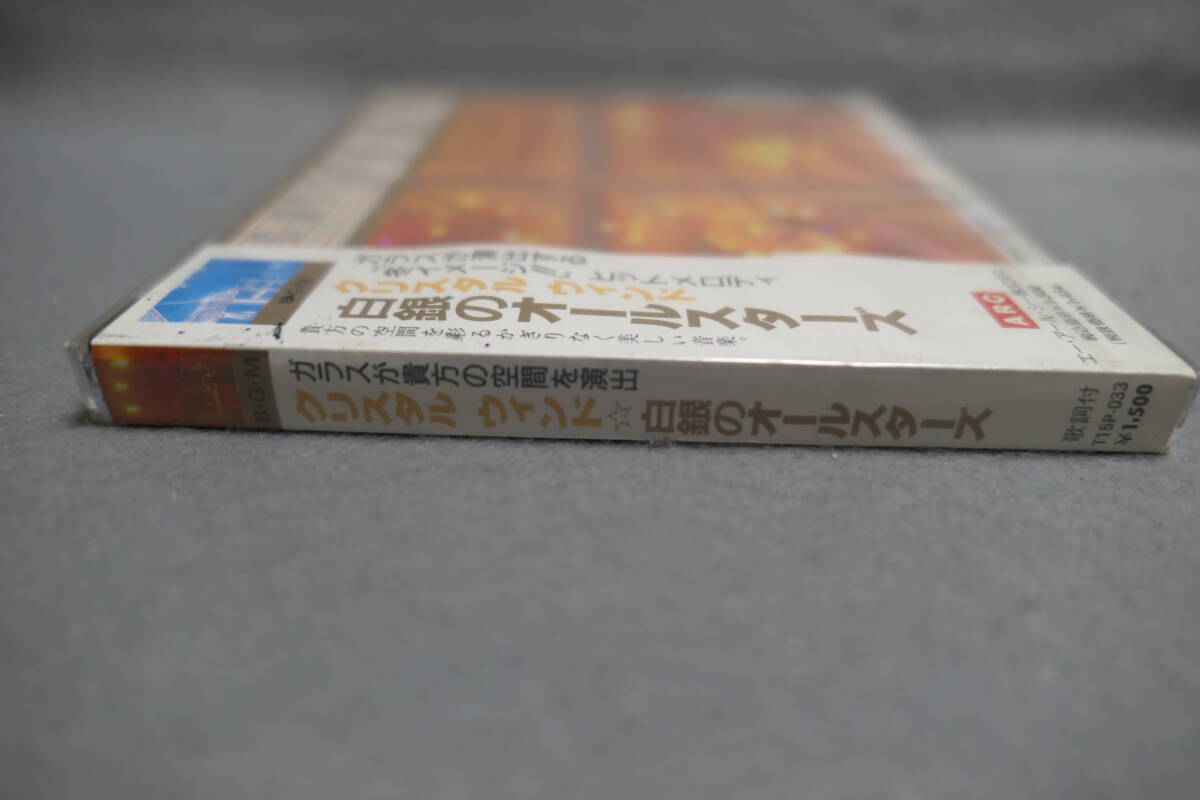 ガラスが演出する
“冬イメージ”ヒットメロディ
クリスタル ウィンド
白銀のオールスターズ
貴方の空間を彩るかぎりなく美しい音楽。
ARC
B・G・M
ガラスが貴方の空間を演出
クリスタル ウィンド☆白銀のオールスターズ
歌詞付
T15P-033
¥1,500